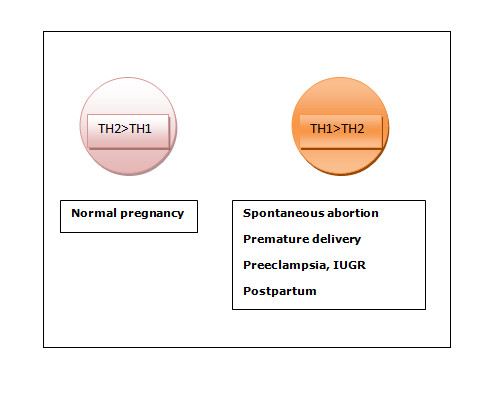 TH2>TH1
TH1>TH2
Normal pregnancy
Spontaneous abortion
Premature delivery
Preeclampsia, IUGR
Postpartum